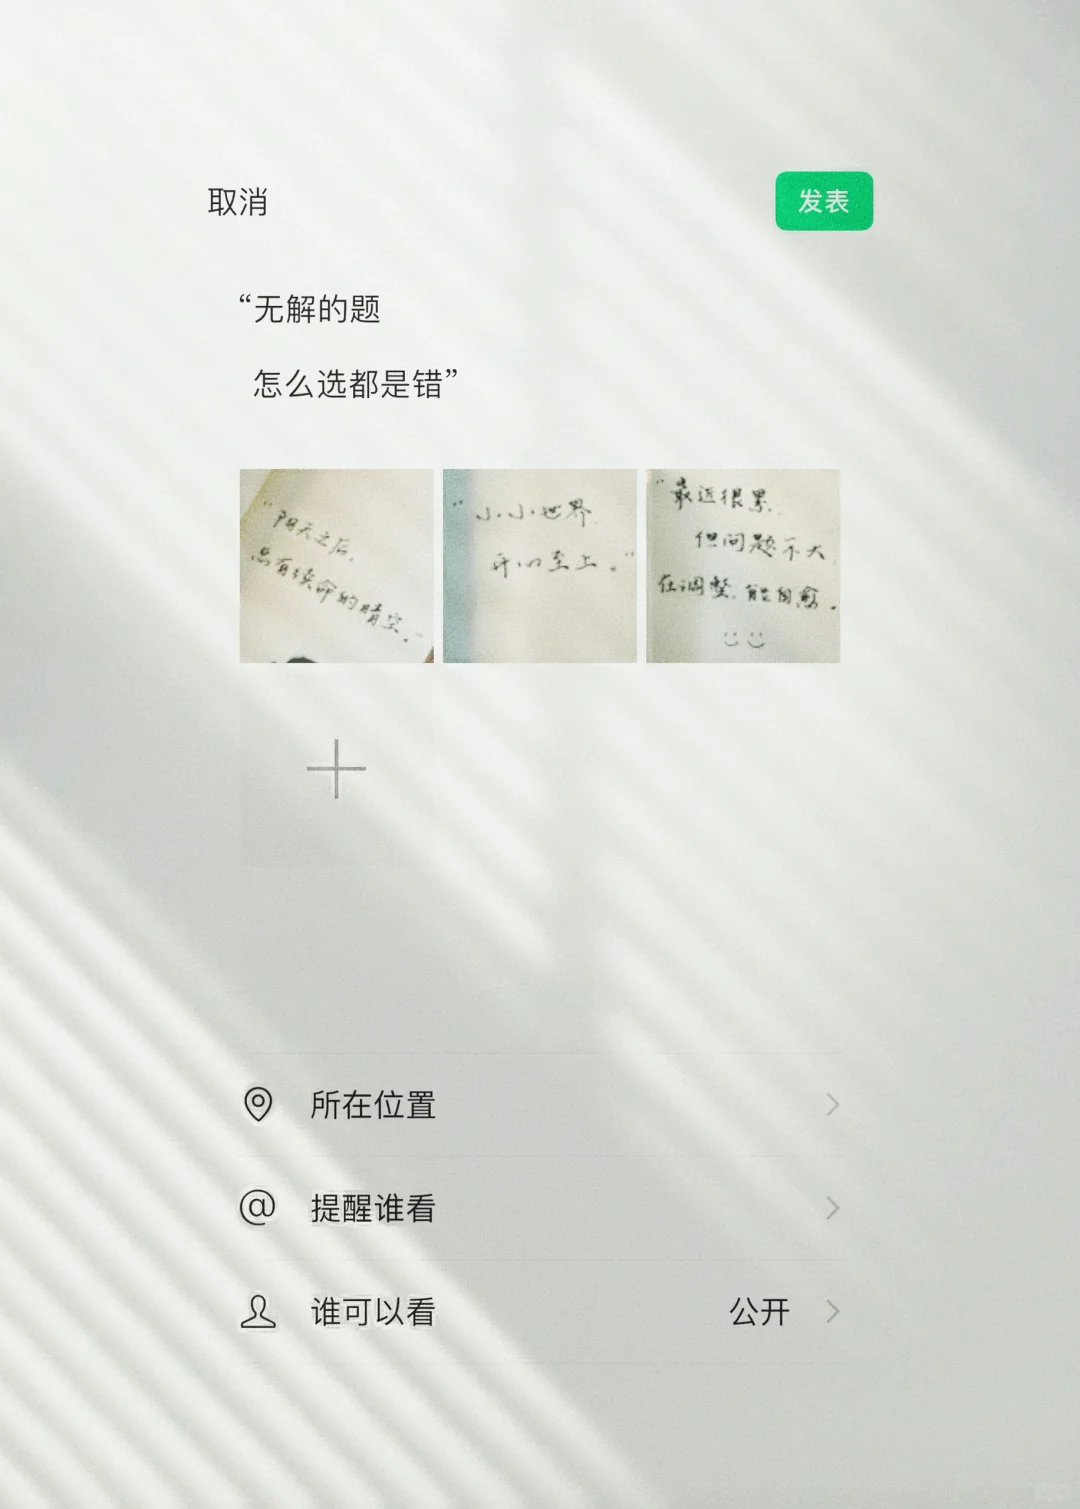 取消
发表
“无解的题
怎么选都是错”
“阴天之后,
总有续命的晴空。”
“小小世界
开心至上。”
“最近很累,
但问题不大
在调整,能自愈。
所在位置
@ 提醒谁看
谁可以看
公开